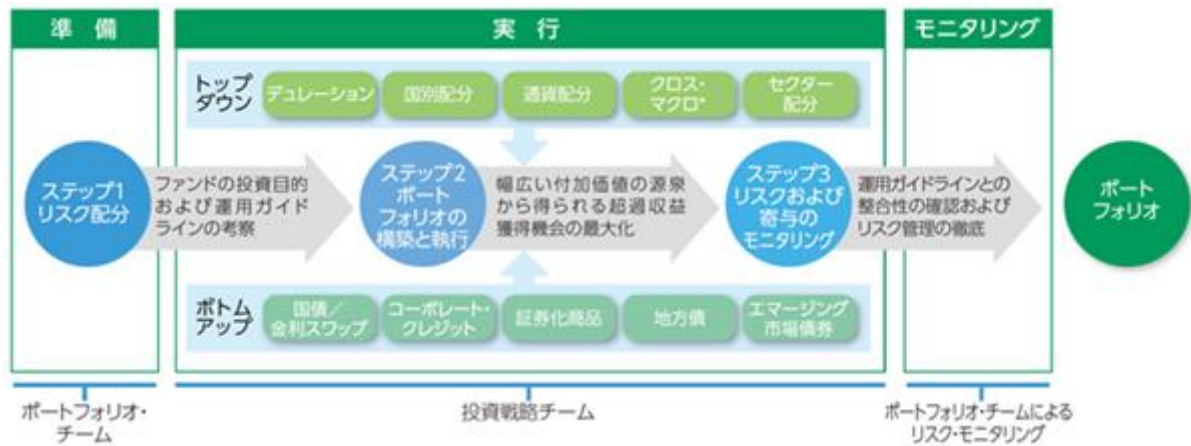 準 備
実 行
モニタリング
トップ
ダウン
デュレーション
国別配分
通貨配分
クロス・
マクロ*
セクター
配分
ステップ1
リスク配分
ファンドの投資目的
および運用ガイド
ラインの考察
ステップ2
ポート
フォリオの
構築と執行
幅広い付加価値の源泉
から得られる超過収益
獲得機会の最大化
ステップ3
リスクおよび
寄与の
モニタリング
運用ガイドラインとの
整合性の確認および
リスク管理の徹底
ポート
フォリオ
ボトム
アップ
国債／
金利スワップ
コーポレート・
クレジット
証券化商品
地方債
エマージング
市場債券
ポートフォリオ・
チーム
投資戦略チーム
ポートフォリオ・チームによる
リスク・モニタリング